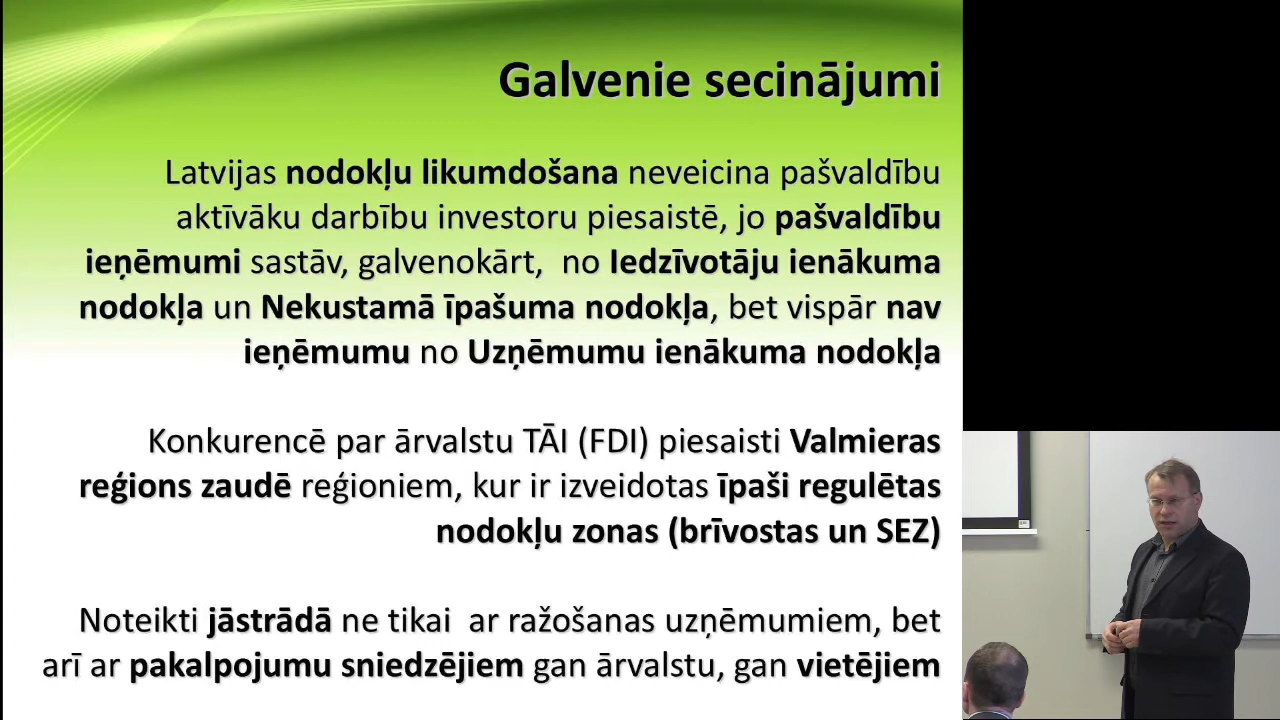 Galvenie secinājumi
Latvijas nodokļu likumdošana neveicina pašvaldību
aktīvāku darbību investoru piesaistē, jo pašvaldību
ieņēmumi sastāv, galvenokārt, no Iedzīvotāju ienākuma
nodokļa un Nekustamā īpašuma nodokļa, bet vispār nav
ieņēmumu no Uzņēmumu ienākuma nodokļa
Konkurencē par ārvalstu TĀI (FDI) piesaisti Valmieras
reģions zaudē reģioniem, kur ir izveidotas īpaši regulētas
nodokļu zonas (brīvostas un SEZ)
Noteikti jāstrādā ne tikai ar ražošanas uzņēmumiem, bet
arī ar pakalpojumu sniedzējiem gan ārvalstu, gan vietējiem